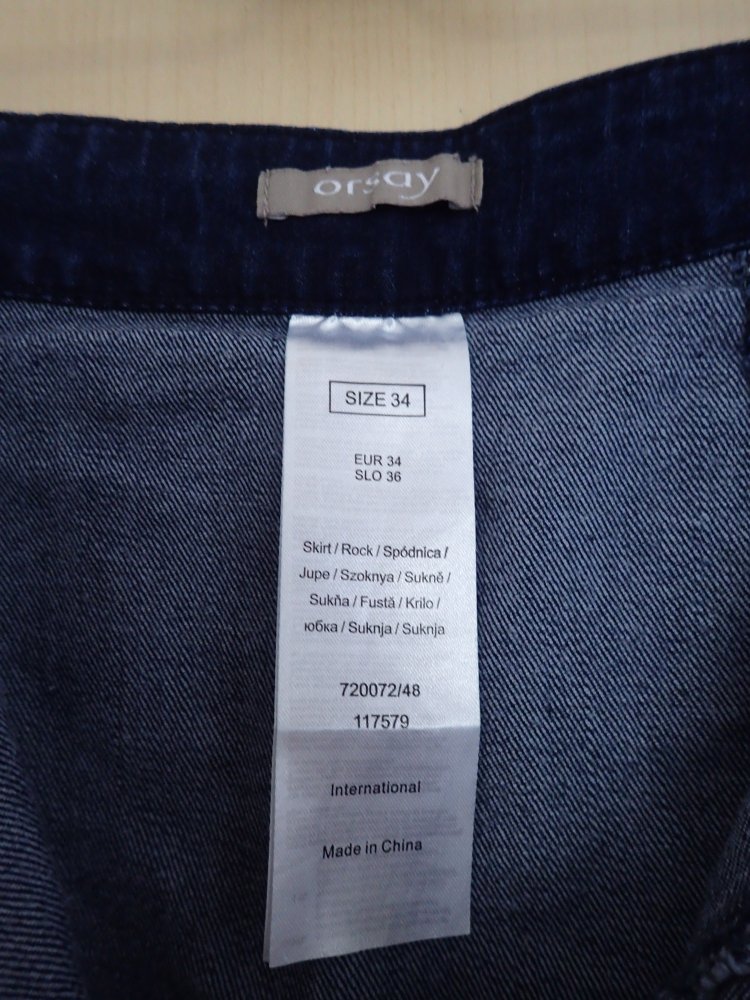 orsay
SIZE 34
EUR 34
SLO 36
Skirt / Rock / Spódnica /
Jupe / Szoknya / Sukně /
Sukňa / Fustă / Krilo /
юбка / Suknja / Suknja
720072/48
117579
International
Made in China